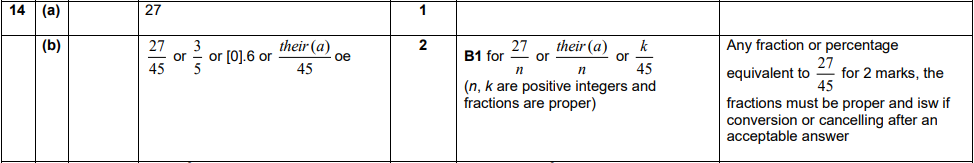 14 (a) 27 1
(b) 27/45 or 3/5 or [0].6 or their (a)/45 oe 2
B1 for 27/n or their (a)/n or k/45
(n, k are positive integers and
fractions are proper)
Any fraction or percentage
equivalent to 27/45 for 2 marks, the
fractions must be proper and isw if
conversion or cancelling after an
acceptable answer